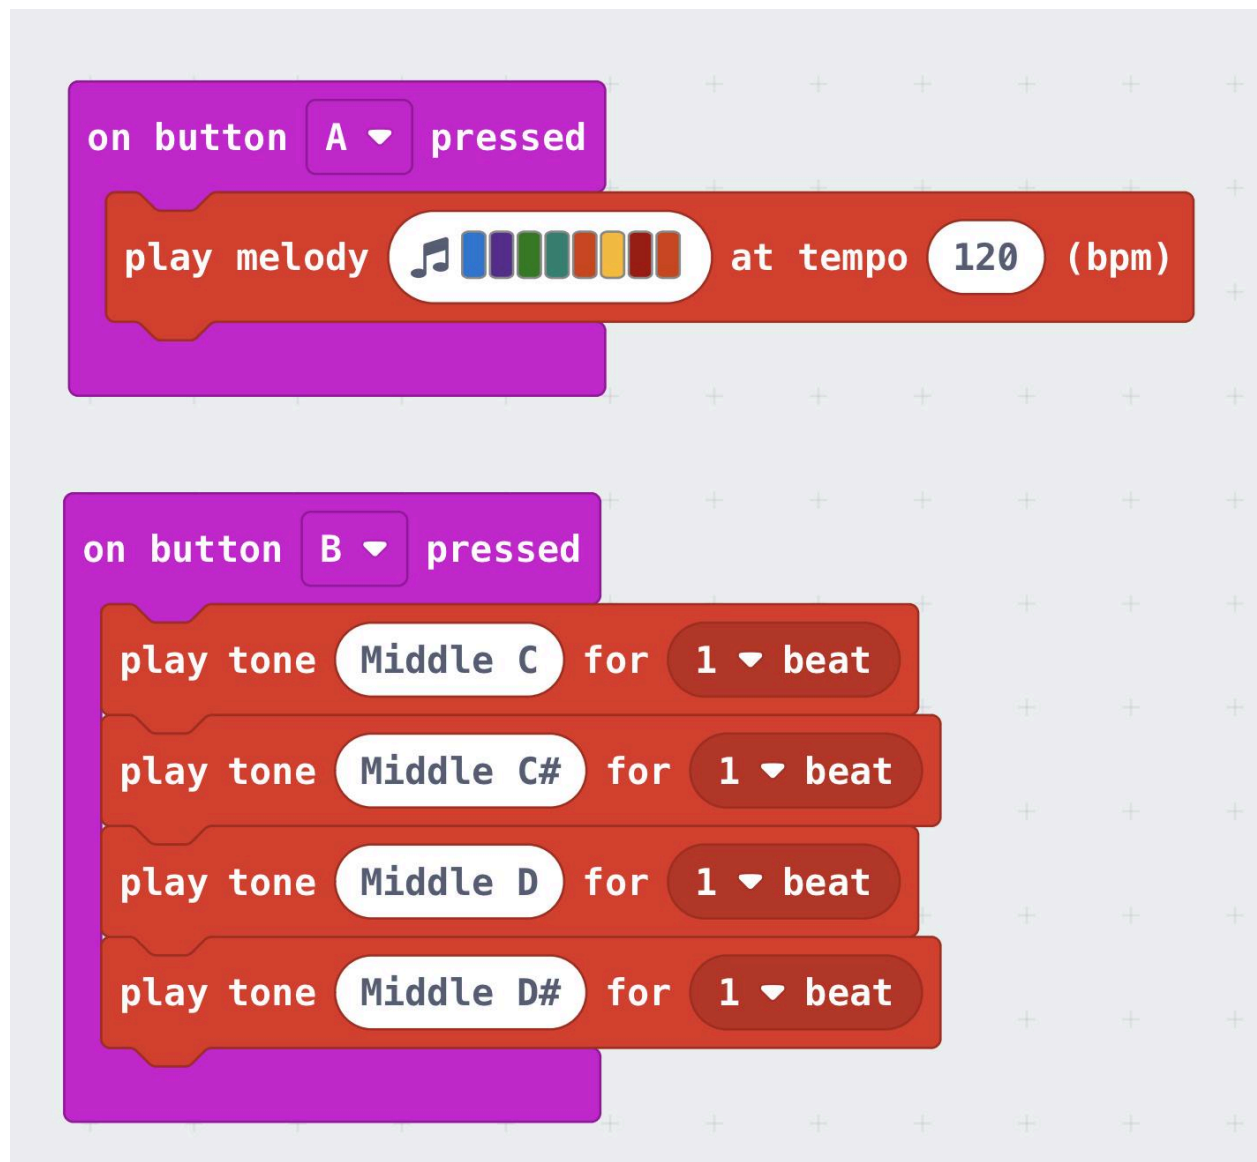 on button A pressed
play melody at tempo 120 (bpm)
on button B pressed
play tone Middle C for 1 beat
play tone Middle C# for 1 beat
play tone Middle D for 1 beat
play tone Middle D# for 1 beat